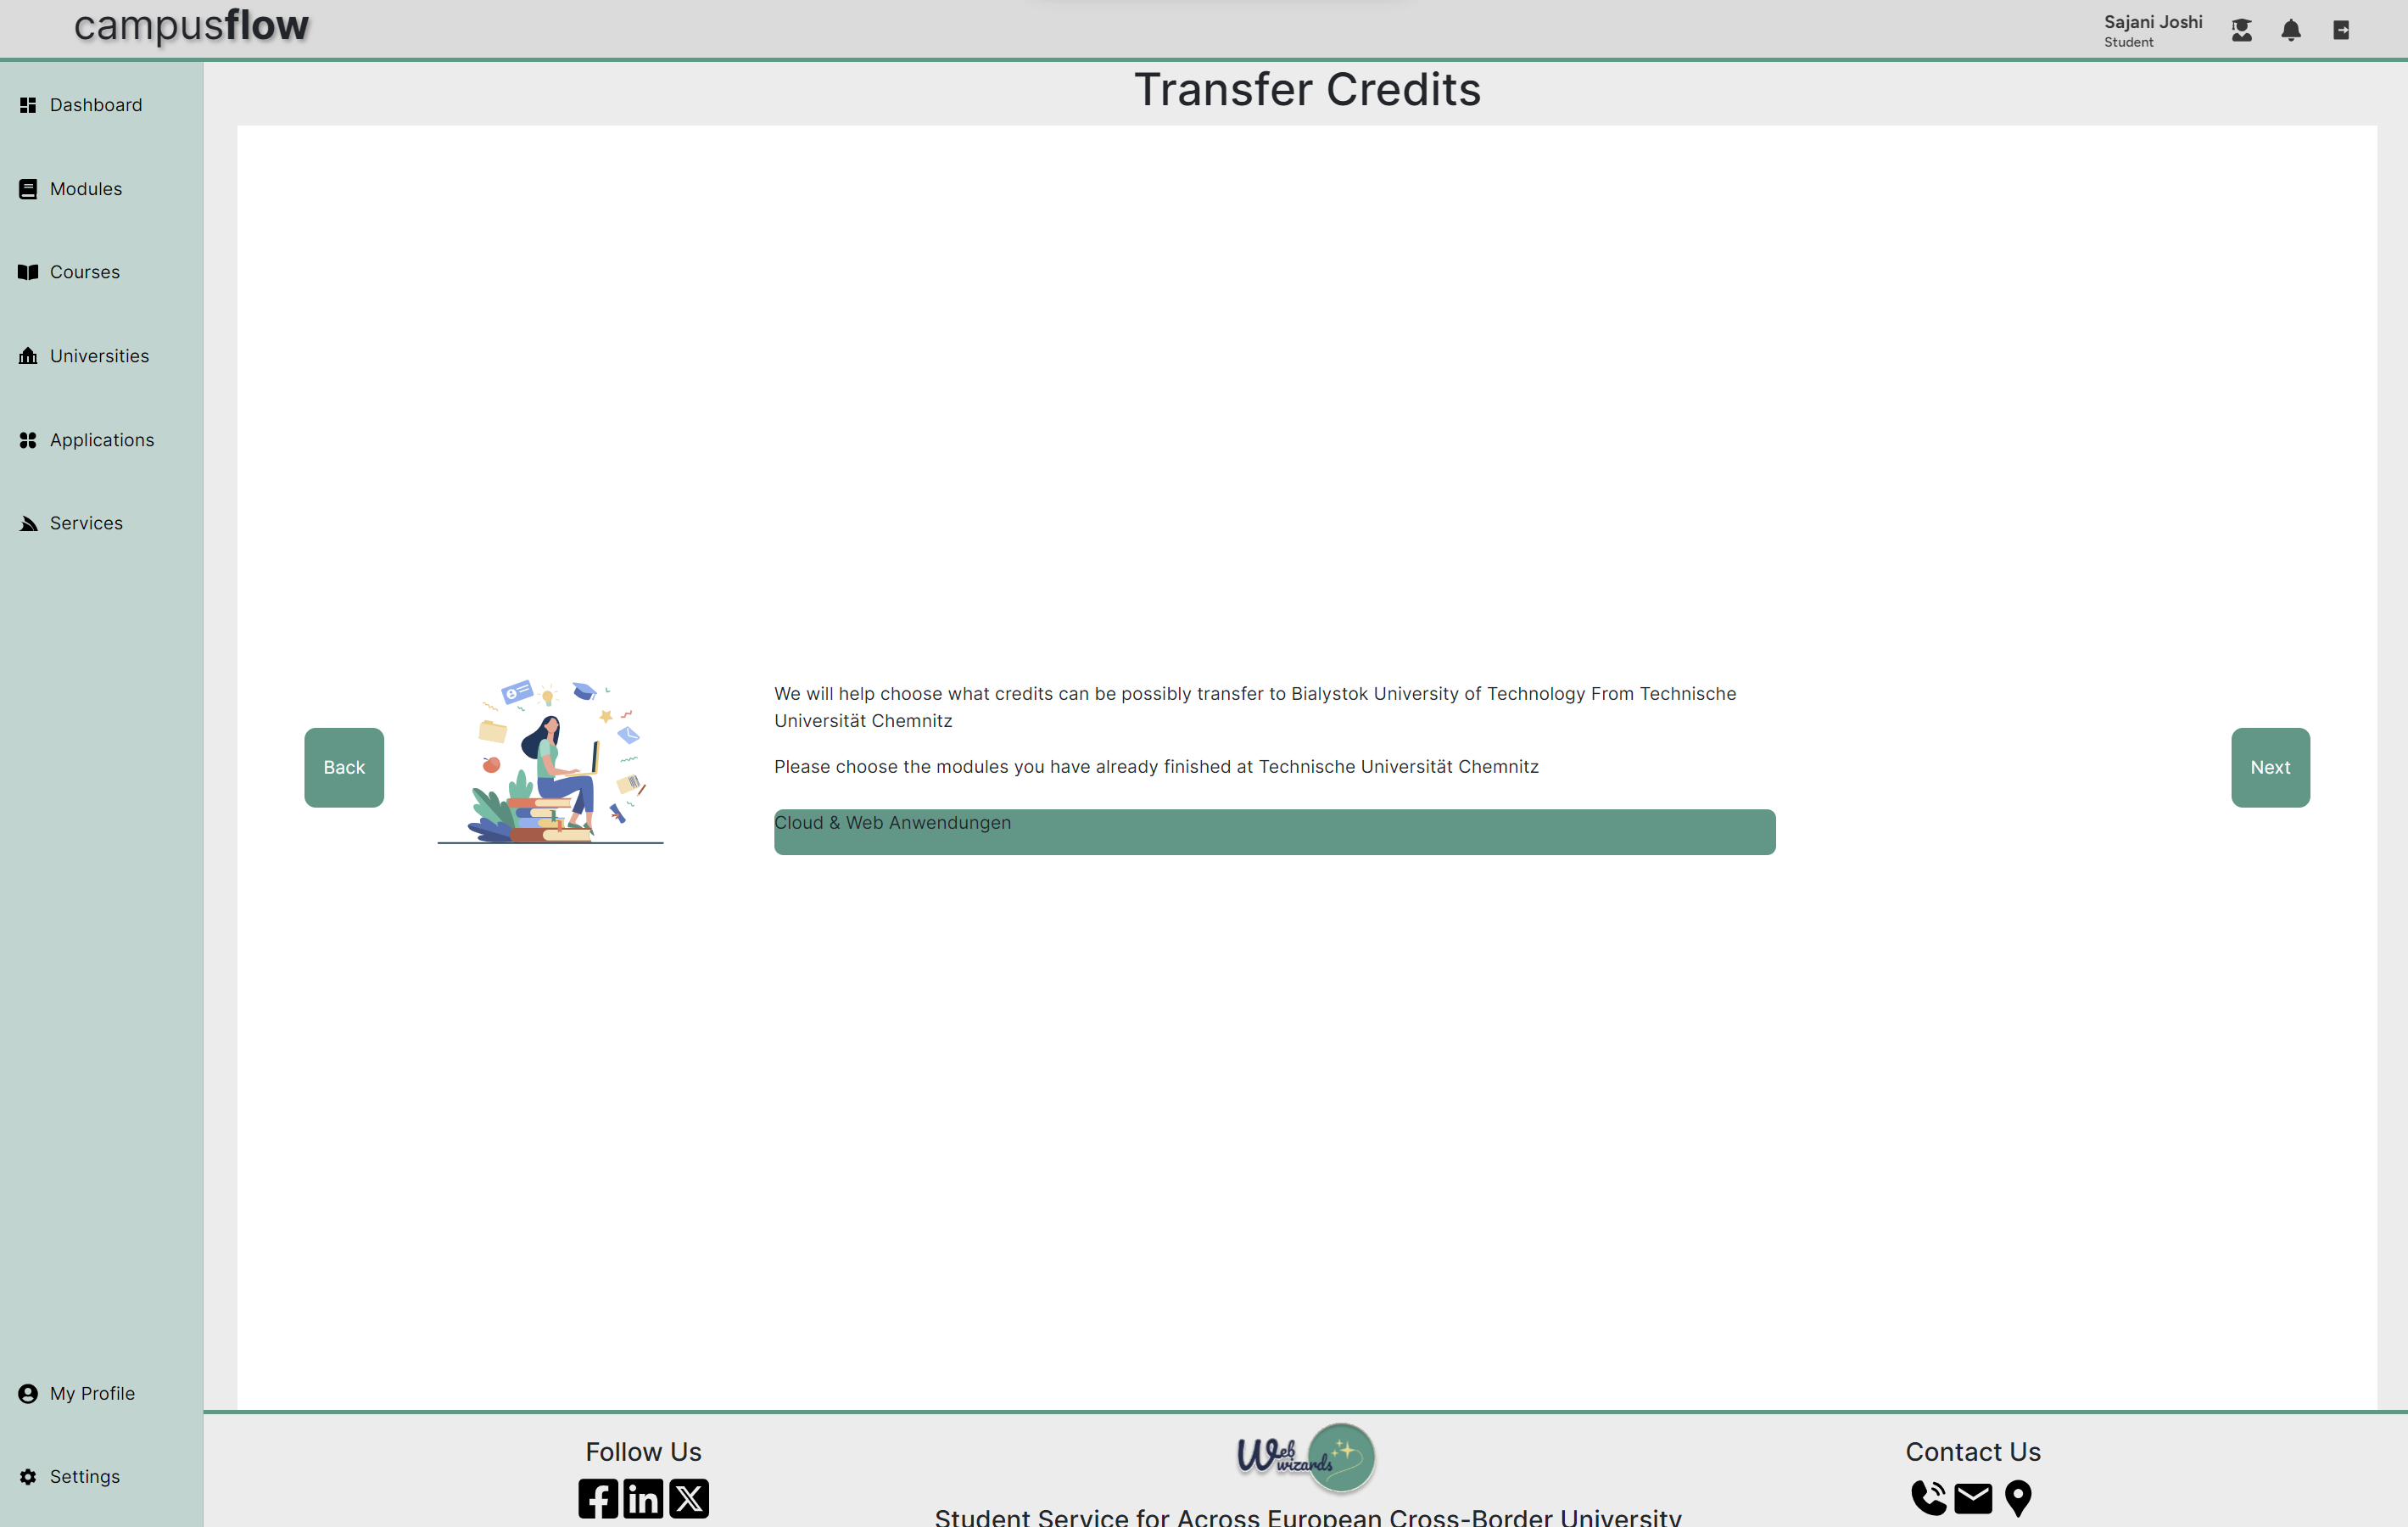 campusflow
Sajani Joshi
Student
Dashboard
Modules
Courses
Universities
Applications
Services
My Profile
Settings
Transfer Credits
Back
We will help choose what credits can be possibly transfer to Bialystok University of Technology From Technische
Universität Chemnitz
Please choose the modules you have already finished at Technische Universität Chemnitz
Cloud & Web Anwendungen
Next
Follow Us
Web
wizards
Student Service for Across European Cross-Border University
Contact Us